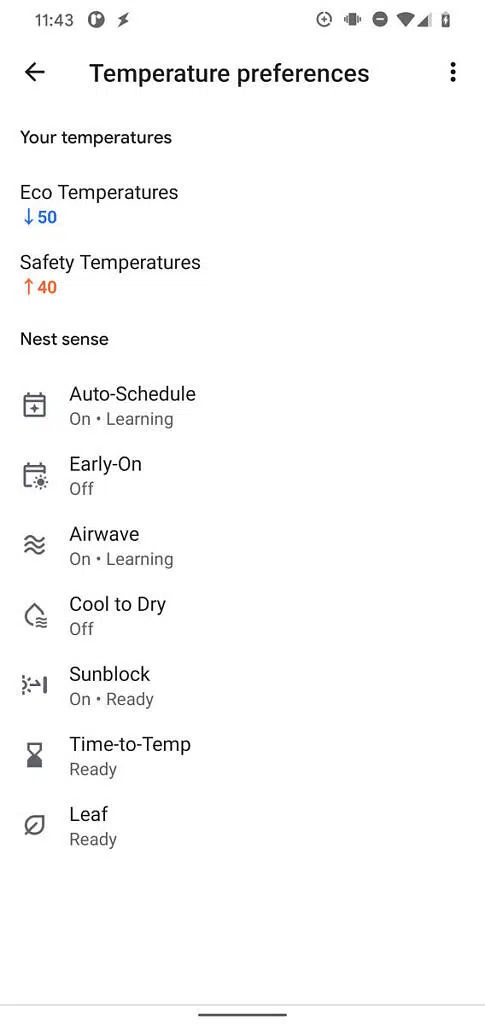 11:43
Temperature preferences
Your temperatures
Eco Temperatures
↓50
Safety Temperatures
↑40
Nest sense
Auto-Schedule
On • Learning
Early-On
Off
Airwave
On • Learning
Cool to Dry
Off
Sunblock
On • Ready
Time-to-Temp
Ready
Leaf
Ready